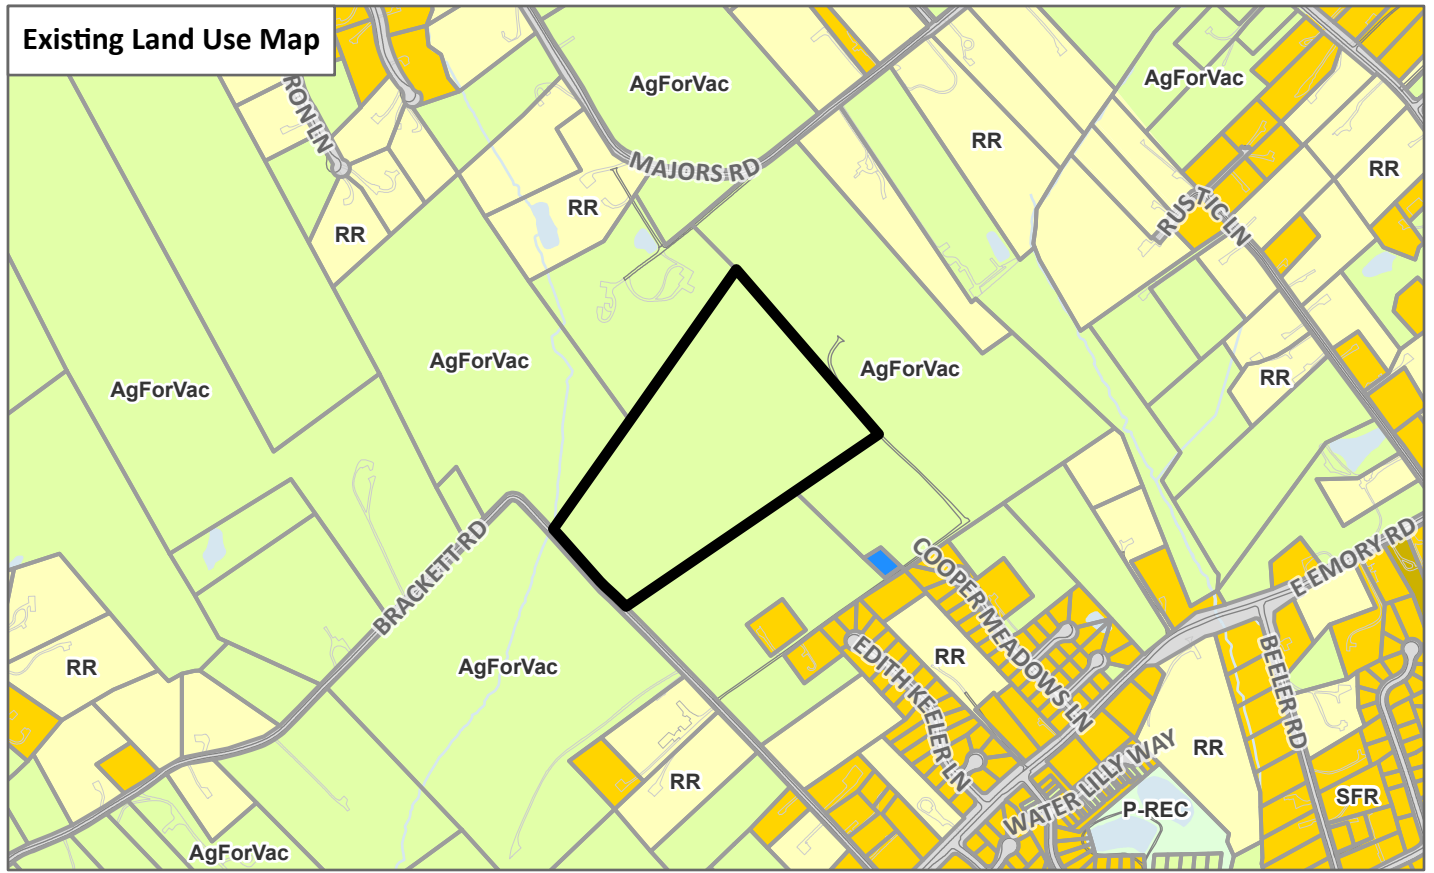 Existing Land Use Map
AgForVac
AgForVac
RON LN
MAJORS RD
RR
RR
RR
RR
RUSTIC LN
AgForVac
AgForVac
AgForVac
RR
COOPER MEADOWS LN
E EMORY RD
BRACKETT RD
EDITH KEELER LN
RR
BEELER RD
RR
AgForVac
RR
RR
WATER LILLY WAY
SFR
P-REC
AgForVac